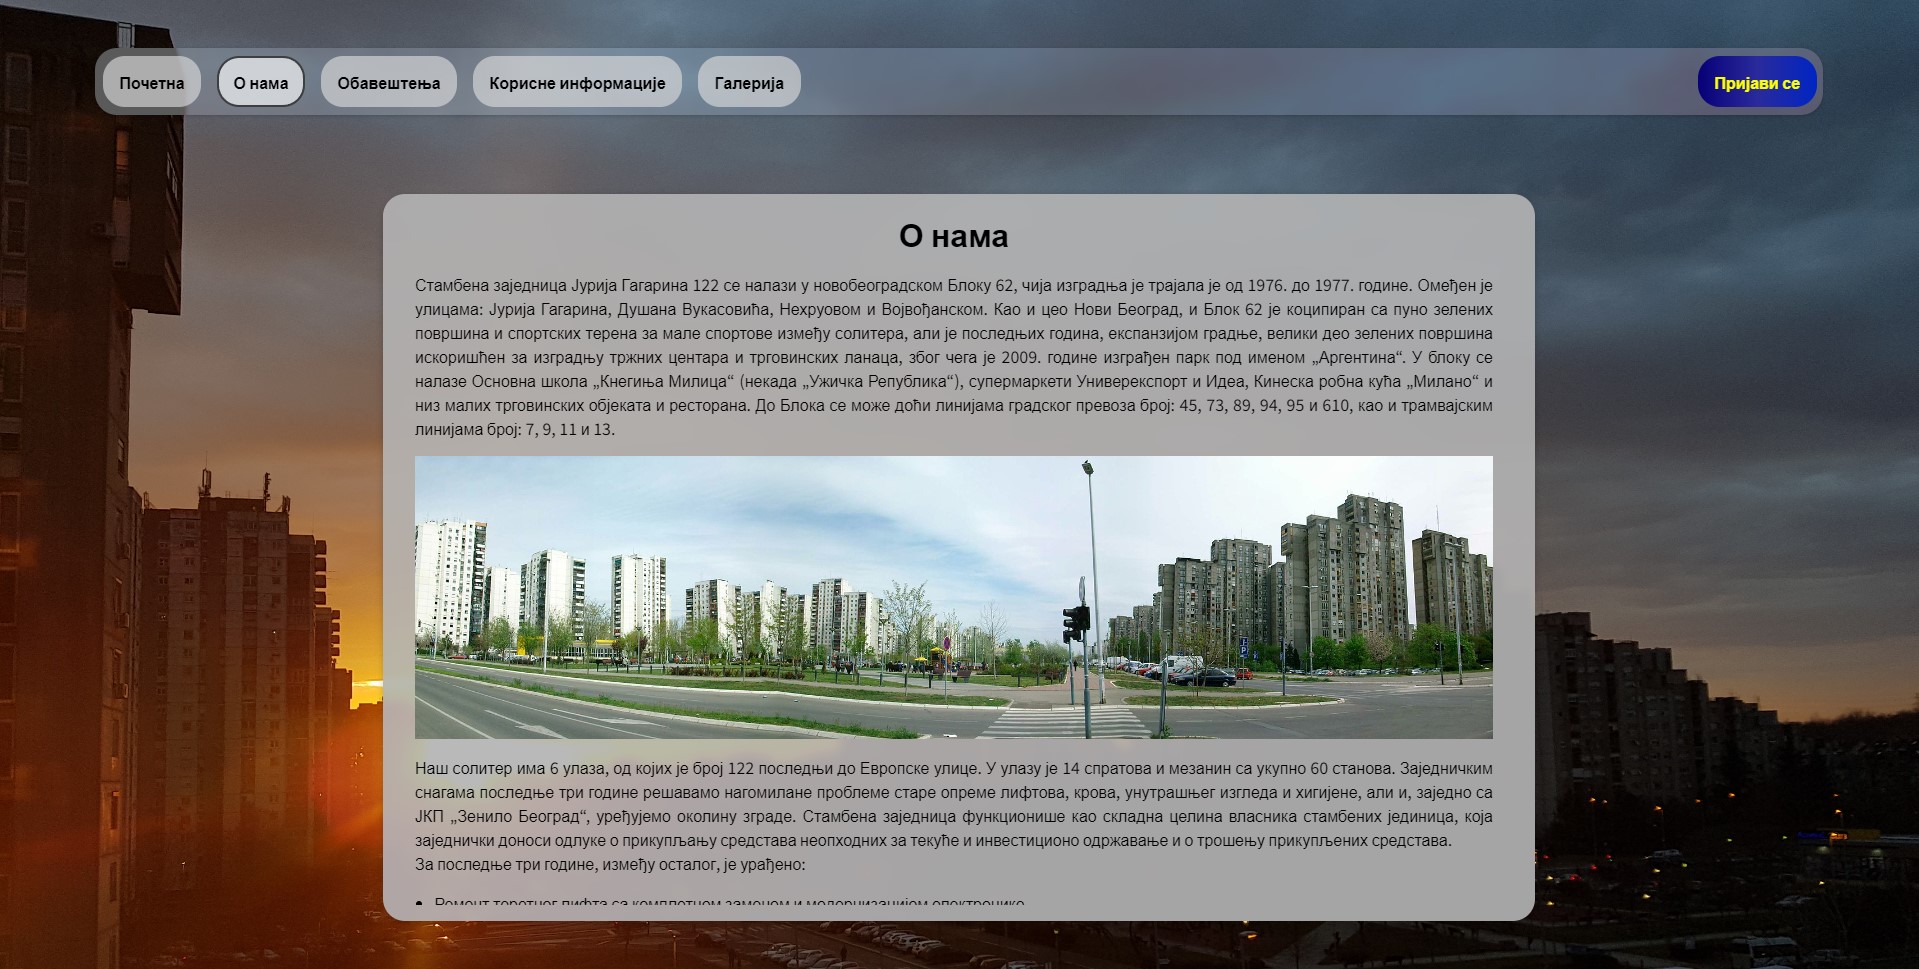 Почетна
О нама
Обавештења
Корисне информације
Галерија
Пријави се
О нама
Стамбена заједница Јурија Гагарина 122 се налази у новобеоградском Блоку 62, чија изградња је трајала је од 1976. до 1977. године. Омеђен је
улицама: Јурија Гагарина, Душана Вукасовића, Нехруовом и Војвођанском. Као и цео Нови Београд, и Блок 62 је коципиран са пуно зелених
површина и спортских терена за мале спортове између солитера, али је последњих година, експанзијом градње, велики део зелених површина
искоришћен за изградњу тржних центара и трговинских ланаца, због чега је 2009. године изграђен парк под именом „Аргентина“. У блоку се
налазе Основна школа „Кнегиња Милица“ (некада „Ужичка Република“), супермаркети Универекспорт и Идеа, Кинеска робна кућа „Милано“ и
низ малих трговинских објеката и ресторана. До Блока се може доћи линијама градског превоза број: 45, 73, 89, 94, 95 и 610, као и трамвајским
линијама број: 7, 9, 11 и 13.
Наш солитер има 6 улаза, од којих је број 122 последњи до Европске улице. У улазу је 14 спратова и мезанин са укупно 60 станова. Заједничким
снагама последње три године решавамо нагомилане проблеме старе опреме лифтова, крова, унутрашњег изгледа и хигијене, али и, заједно са
ЈКП „Зенило Београд“, уређујемо околину зграде. Стамбена заједница функционише као складна целина власника стамбених јединица, која
заједнички доноси одлуке о прикупљању средстава неопходних за текуће и инвестиционо одржавање и о трошењу прикупљених средстава.
За последње три године, између осталог, је урађено:
• Ремонт теретног лифта са комплетном заменом и модернизацијом електронике